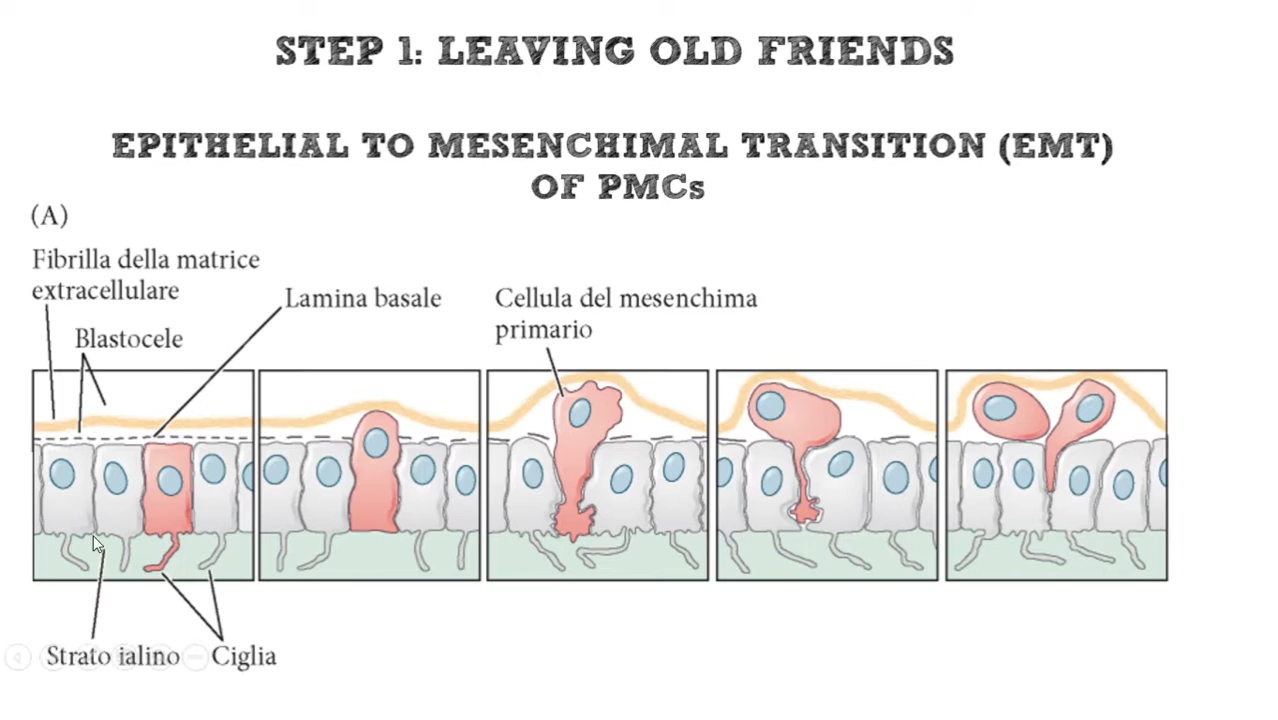 STEP 1: LEAVING OLD FRIENDS
EPITHELIAL TO MESENCHIMAL TRANSITION (EMT)
OF PMCs
(A)
Fibrilla della matrice
extracellulare
Lamina basale
Cellula del mesenchima
primario
Blastocele
Strato ialino
Ciglia